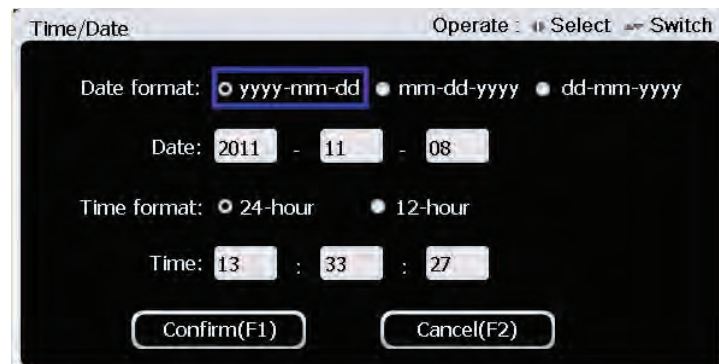 Time/Date Operate : Select Switch
Date format: yyyy-mm-dd mm-dd-yyyy dd-mm-yyyy
Date: 2011 - 11 - 08
Time format: 24-hour 12-hour
Time: 13 : 33 : 27
Confirm(F1) Cancel(F2)